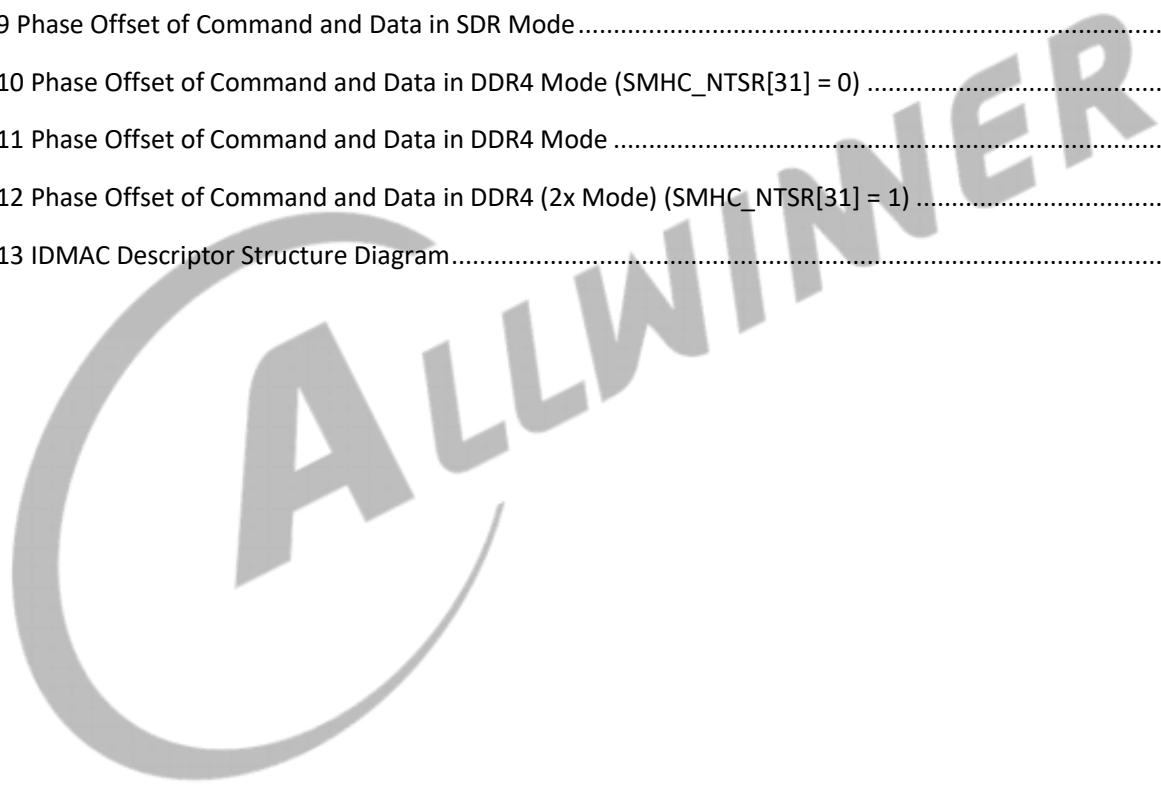 9 Phase Offset of Command and Data in SDR Mode
10 Phase Offset of Command and Data in DDR4 Mode (SMHC_NTSR[31] = 0)
11 Phase Offset of Command and Data in DDR4 Mode
12 Phase Offset of Command and Data in DDR4 (2x Mode) (SMHC_NTSR[31] = 1)
13 IDMAC Descriptor Structure Diagram
ALLWINNER